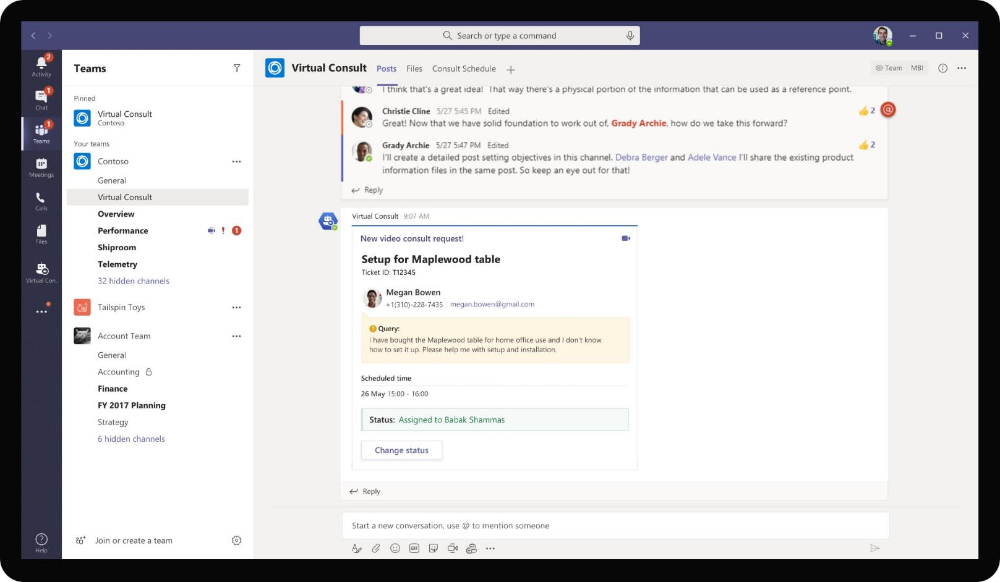 Search or type a command
2
Activity
1
Chat
1
Teams
Meetings
Calls
Files
Virtual Con..
Help
Teams
Pinned
Virtual Consult
Contoso
Your teams
Contoso
General
Virtual Consult
Overview
Performance ! 1
Shiproom
Telemetry
32 hidden channels
Tailspin Toys
Account Team
General
Accounting
Finance
FY 2017 Planning
Strategy
6 hidden channels
Join or create a team
Virtual Consult Posts Files Consult Schedule
Team MBI
I think that's a great idea! That way there's a physical portion of the information that can be used as a reference point.
Christie Cline 5/27 5:45 PM Edited 2 @
Great! Now that we have solid foundation to work out of, Grady Archie, how do we take this forward?
Grady Archie 5/27 5:47 PM Edited 2
I'll create a detailed post setting objectives in this channel. Debra Berger and Adele Vance I'll share the existing product
information files in the same post. So keep an eye out for that!
Reply
Virtual Consult 9:07 AM
New video consult request!
Setup for Maplewood table
Ticket ID: T12345
Megan Bowen
+1(310)-228-7435 | megan.bowen@gmail.com
? Query:
I have bought the Maplewood table for home office use and I don't know
how to set it up. Please help me with setup and installation.
Scheduled time
26 May 15:00 - 16:00
Status: Assigned to Babak Shammas
Change status
Reply
Start a new conversation, use @ to mention someone
GIF